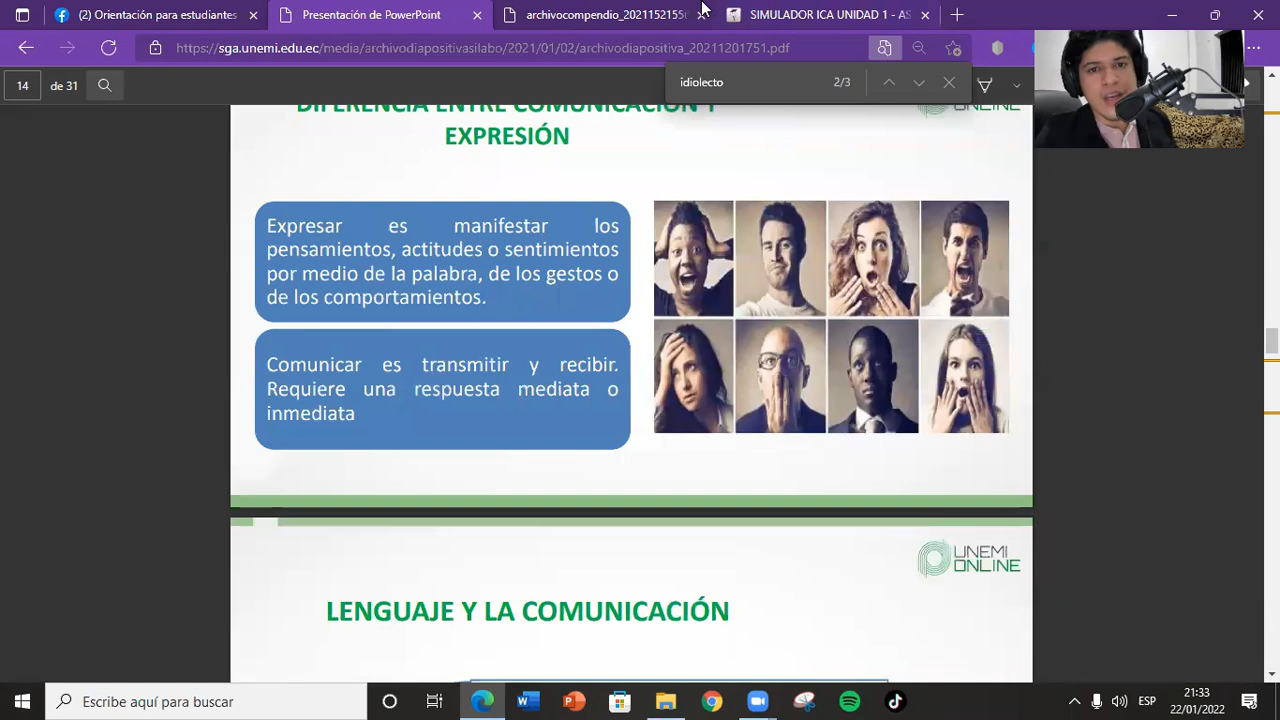 (2) Orientación para estudiantes
Presentación de PowerPoint
archivocompendio_2021152155
SIMULADOR ICA UNIDAD 1 - AS
https://sga.unemi.edu.ec/media/archivodiapositivasilabo/2021/01/02/archivodiapositiva_20211201751.pdf
14 de 31
idiolecto 2/3
DIFERENCIA ENTRE COMUNICACIÓN Y
EXPRESIÓN
Expresar es manifestar los
pensamientos, actitudes o sentimientos
por medio de la palabra, de los gestos o
de los comportamientos.
Comunicar es transmitir y recibir.
Requiere una respuesta mediata o
inmediata
UNEMI
ONLINE
LENGUAJE Y LA COMUNICACIÓN
Escribe aquí para buscar
ESP
21:33
22/01/2022